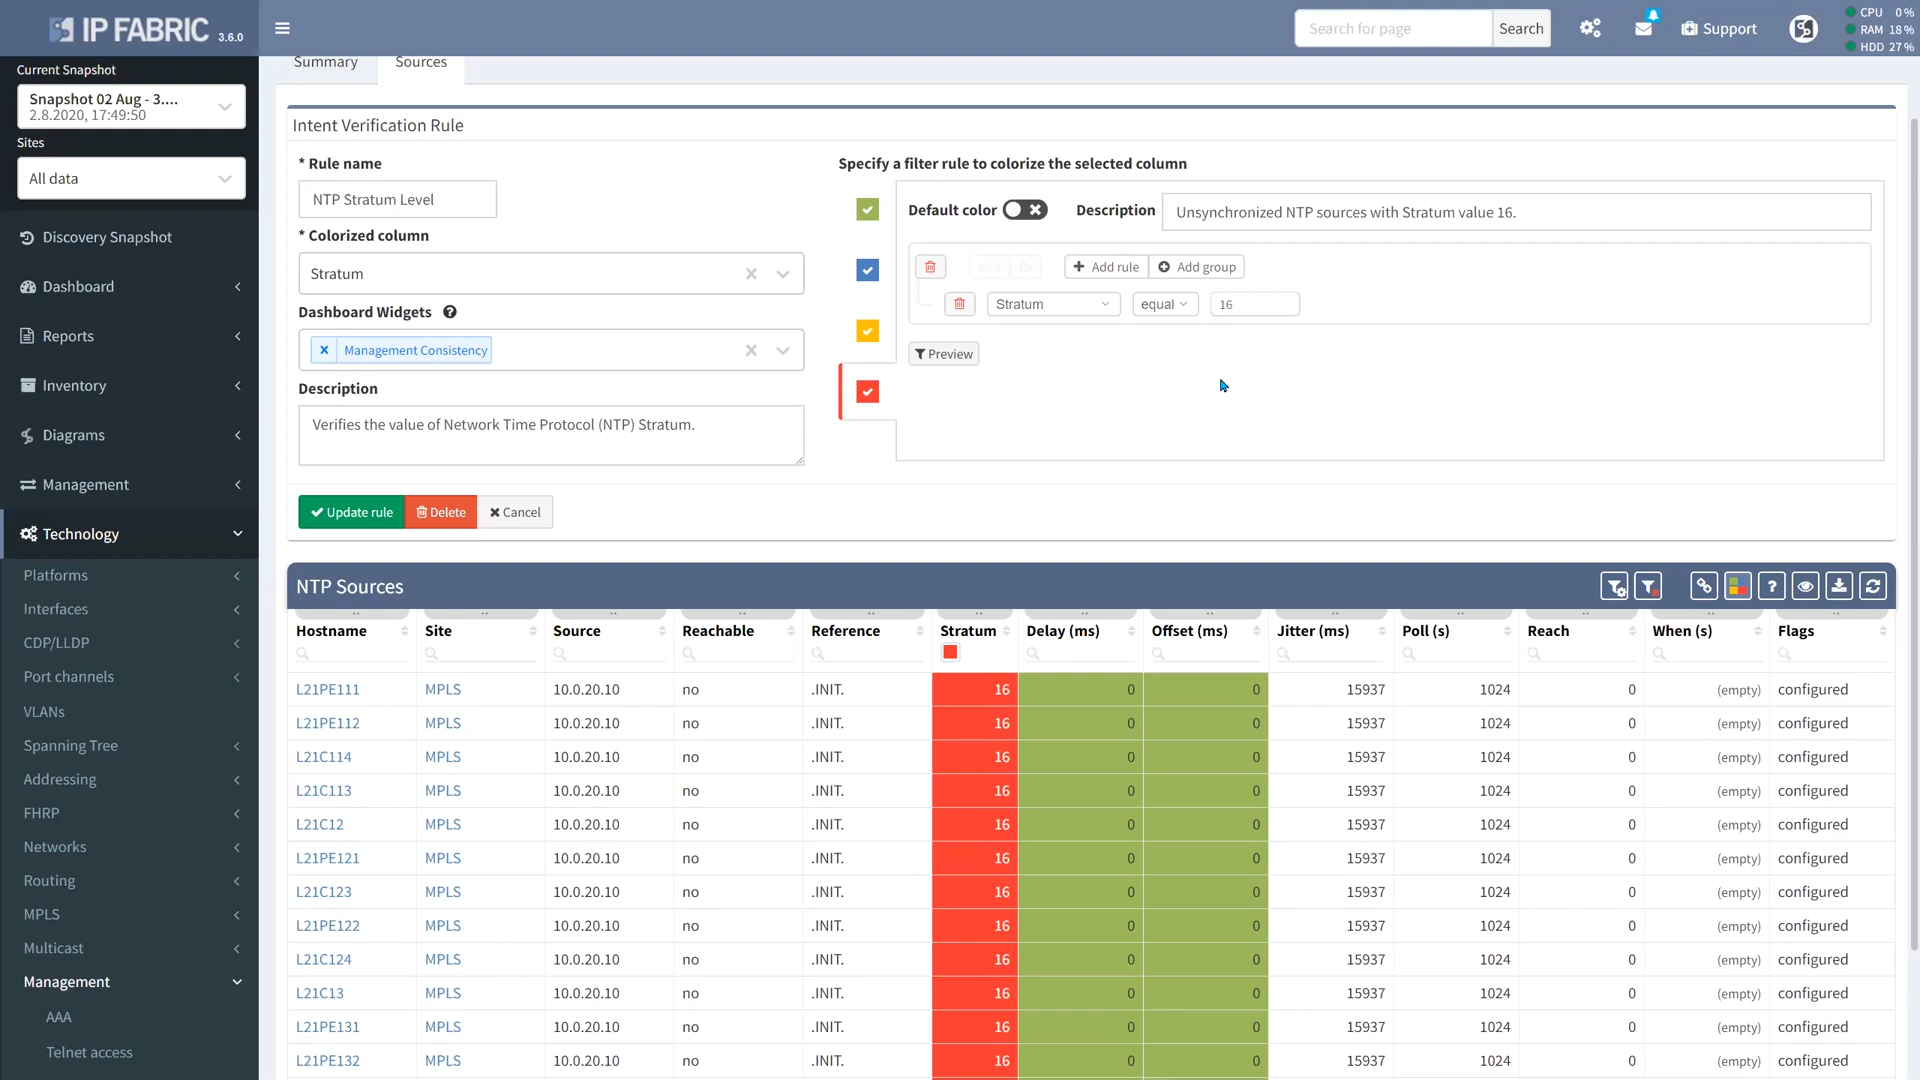 IP FABRIC 3.6.0
Search for page
Search
Support
CPU 0 %
RAM 18 %
HDD 27 %
Current Snapshot
Snapshot 02 Aug - 3....
2.8.2020, 17:49:50
Sites
All data
Discovery Snapshot
Dashboard
Reports
Inventory
Diagrams
Management
Technology
Platforms
Interfaces
CDP/LLDP
Port channels
VLANs
Spanning Tree
Addressing
FHRP
Networks
Routing
MPLS
Multicast
Management
AAA
Telnet access
Summary
Sources
Intent Verification Rule
* Rule name
NTP Stratum Level
* Colorized column
Stratum
Dashboard Widgets
Management Consistency
Description
Verifies the value of Network Time Protocol (NTP) Stratum.
Update rule
Delete
Cancel
Specify a filter rule to colorize the selected column
Default color
Description
Unsynchronized NTP sources with Stratum value 16.
And Or
Add rule
Add group
Stratum equal 16
Preview
NTP Sources
?
Hostname Site Source Reachable Reference Stratum Delay (ms) Offset (ms) Jitter (ms) Poll (s) Reach When (s) Flags
L21PE111 MPLS 10.0.20.10 no .INIT. 16 0 0 15937 1024 0 (empty) configured
L21PE112 MPLS 10.0.20.10 no .INIT. 16 0 0 15937 1024 0 (empty) configured
L21C114 MPLS 10.0.20.10 no .INIT. 16 0 0 15937 1024 0 (empty) configured
L21C113 MPLS 10.0.20.10 no .INIT. 16 0 0 15937 1024 0 (empty) configured
L21C12 MPLS 10.0.20.10 no .INIT. 16 0 0 15937 1024 0 (empty) configured
L21PE121 MPLS 10.0.20.10 no .INIT. 16 0 0 15937 1024 0 (empty) configured
L21C123 MPLS 10.0.20.10 no .INIT. 16 0 0 15937 1024 0 (empty) configured
L21PE122 MPLS 10.0.20.10 no .INIT. 16 0 0 15937 1024 0 (empty) configured
L21C124 MPLS 10.0.20.10 no .INIT. 16 0 0 15937 1024 0 (empty) configured
L21C13 MPLS 10.0.20.10 no .INIT. 16 0 0 15937 1024 0 (empty) configured
L21PE131 MPLS 10.0.20.10 no .INIT. 16 0 0 15937 1024 0 (empty) configured
L21PE132 MPLS 10.0.20.10 no .INIT. 16 0 0 15937 1024 0 (empty) configured